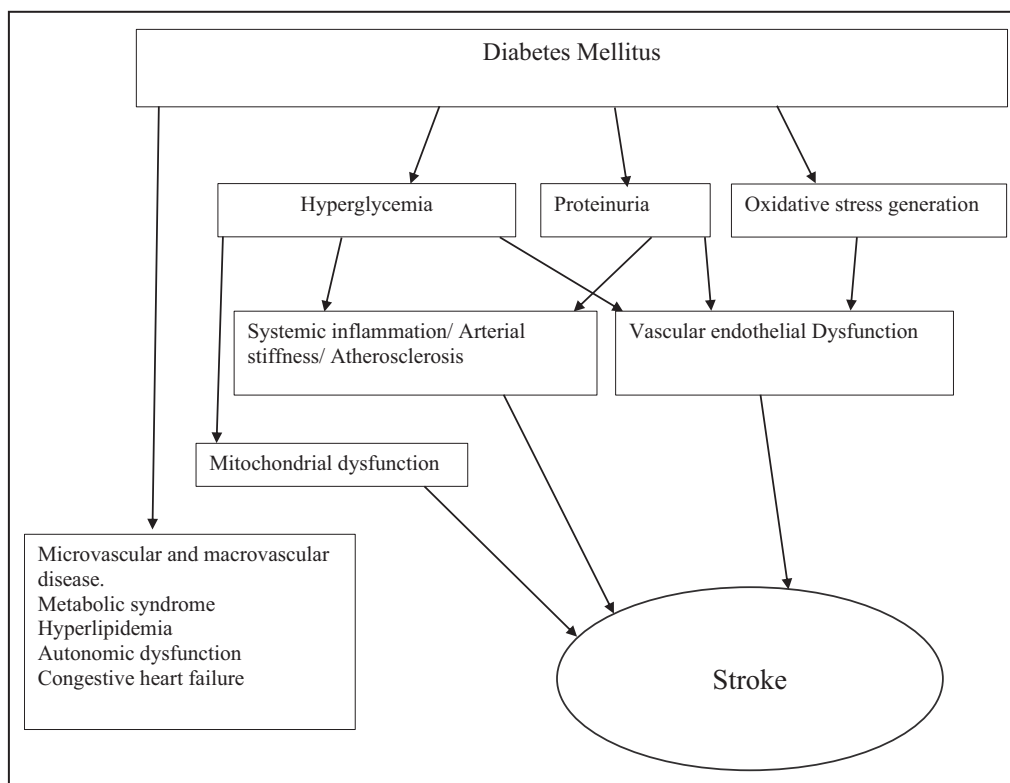 Diabetes Mellitus
Hyperglycemia
Proteinuria
Oxidative stress generation
Systemic inflammation/ Arterial
stiffness/ Atherosclerosis
Vascular endothelial Dysfunction
Mitochondrial dysfunction
Microvascular and macrovascular
disease.
Metabolic syndrome
Hyperlipidemia
Autonomic dysfunction
Congestive heart failure
Stroke